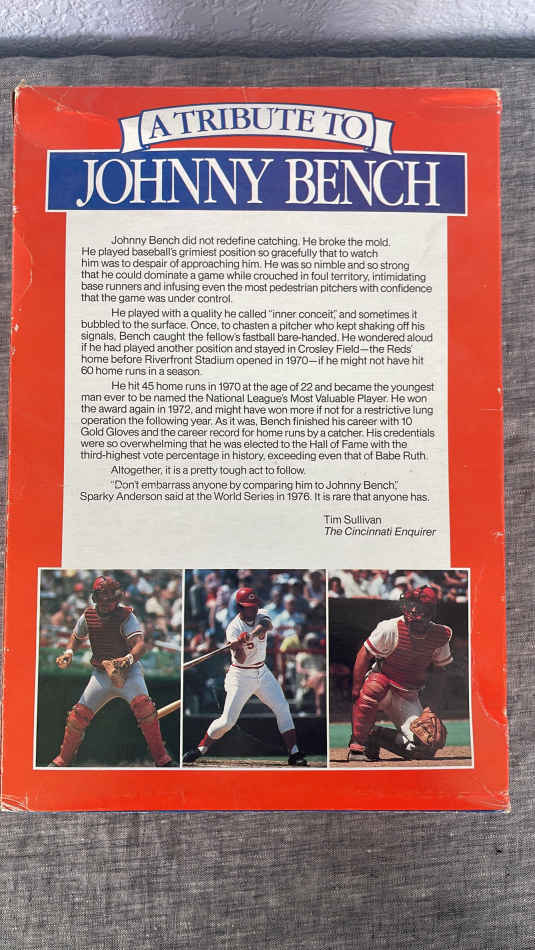 A TRIBUTE TO
JOHNNY BENCH
Johnny Bench did not redefine catching. He broke the mold.
He played baseball's grimiest position so gracefully that to watch
him was to despair of approaching him. He was so nimble and so strong
that he could dominate a game while crouched in foul territory, intimidating
base runners and infusing even the most pedestrian pitchers with confidence
that the game was under control.
He played with a quality he called "inner conceit," and sometimes it
bubbled to the surface. Once, to chasten a pitcher who kept shaking off his
signals, Bench caught the fellow's fastball bare-handed. He wondered aloud
if he had played another position and stayed in Crosley Field—the Reds'
home before Riverfront Stadium opened in 1970—if he might not have hit
60 home runs in a season.
He hit 45 home runs in 1970 at the age of 22 and became the youngest
man ever to be named the National League's Most Valuable Player. He won
the award again in 1972, and might have won more if not for a restrictive lung
operation the following year. As it was, Bench finished his career with 10
Gold Gloves and the career record for home runs by a catcher. His credentials
were so overwhelming that he was elected to the Hall of Fame with the
third-highest vote percentage in history, exceeding even that of Babe Ruth.
Altogether, it is a pretty tough act to follow.
"Don't embarrass anyone by comparing him to Johnny Bench,"
Sparky Anderson said at the World Series in 1976. It is rare that anyone has.
Tim Sullivan
The Cincinnati Enquirer